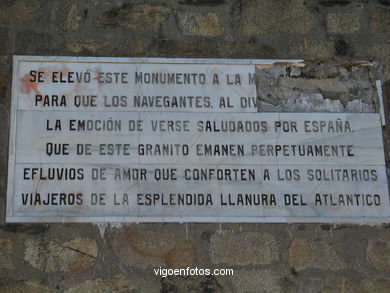 SE ELEVÓ ESTE MONUMENTO A LA M
PARA QUE LOS NAVEGANTES, AL DIV
LA EMOCIÓN DE VERSE SALUDADOS POR ESPAÑA.
QUE DE ESTE GRANITO EMANEN PERPETUAMENTE
EFLUVIOS DE AMOR QUE CONFORTEN A LOS SOLITARIOS
VIAJEROS DE LA ESPLENDIDA LLANURA DEL ATLANTICO
www.vigoenfotos.com